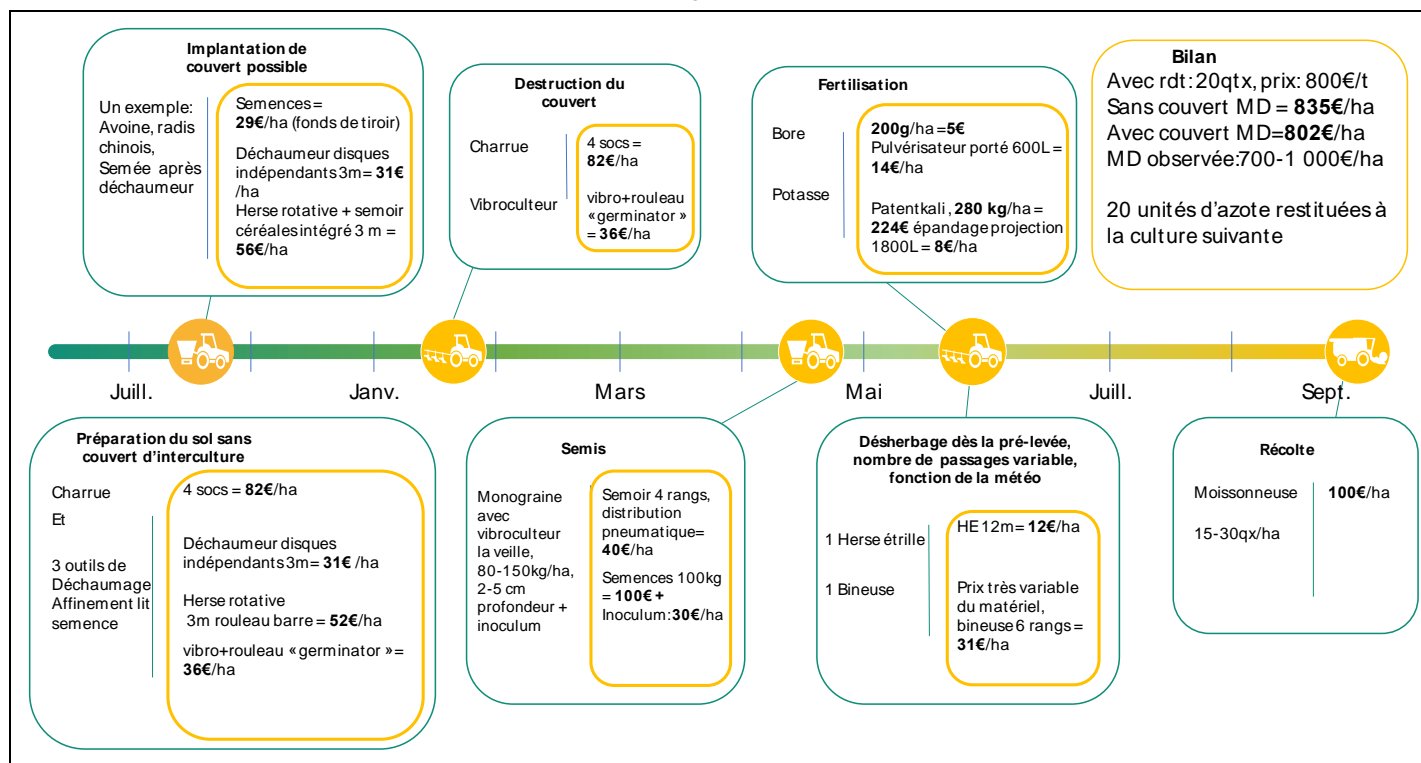 Implantation de
couvert possible
Un exemple:
Avoine, radis
chinois,
Semée après
déchaumeur
Semences =
29€/ha (fonds de tiroir)
Déchaumeur disques
indépendants 3m= 31€
/ha
Herse rotative + semoir
céréales intégré 3 m =
56€/ha
Destruction du
couvert
Charrue
Vibroculteur
4 socs =
82€/ha
vibro+rouleau
« germinator »
= 36€/ha
Fertilisation
Bore
Potasse
200g/ha =5€
Pulvérisateur porté 600L =
14€/ha
Patentkali , 280 kg/ha =
224€ épandage projection
1800L = 8€/ha
Bilan
Avec rdt: 20qtx, prix: 800€/t
Sans couvert MD = 835€/ha
Avec couvert MD=802€/ha
MD observée:700-1 000€/ha
20 unités d'azote restituées à
la culture suivante
Juill.
Janv.
Mars
Mai
Juill.
Sept.
Préparation du sol sans
couvert d'interculture
Charrue
Et
3 outils de
Déchaumage
Affinement lit
semence
4 socs = 82€/ha
Déchaumeur disques
indépendants 3m= 31€ /ha
Herse rotative
3m rouleau barre = 52€/ha
vibro+rouleau « germinator »=
36€/ha
Semis
Monograine
avec
vibroculteur
la veille,
80-150kg/ha,
2-5 cm
profondeur +
inoculum
Semoir 4 rangs,
distribution
pneumatique=
40€/ha
Semences 100kg
= 100€ +
Inoculum: 30€/ha
Désherbage dès la pré-levée,
nombre de passages variable,
fonction de la météo
1 Herse étrille
1 Bineuse
HE 12m= 12€/ha
Prix très variable
du matériel,
bineuse 6 rangs =
31€/ha
Récolte
Moissonneuse
15-30qx/ha
100€/ha